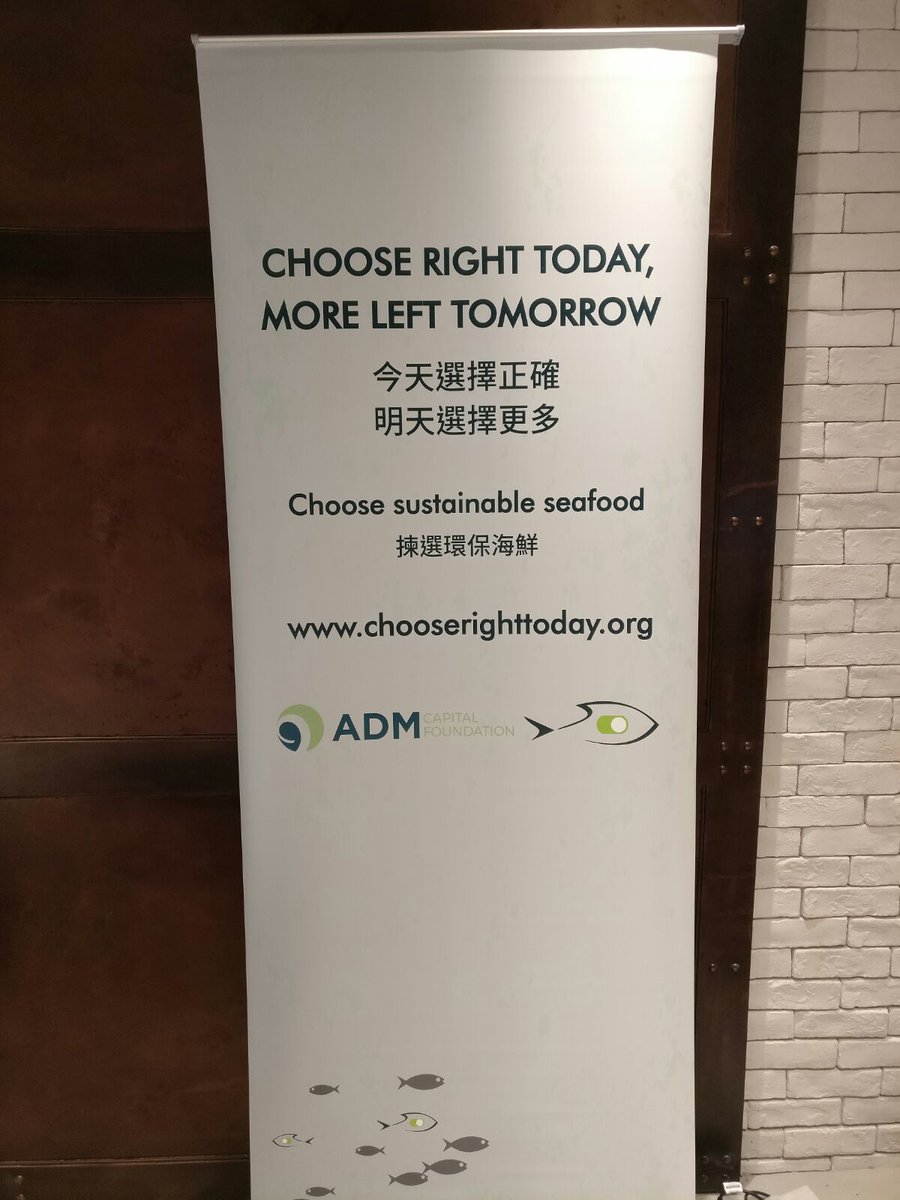 CHOOSE RIGHT TODAY,
MORE LEFT TOMORROW
今天選擇正確
明天選擇更多
Choose sustainable seafood
揀選環保海鮮
www.chooserighttoday.org
ADM CAPITAL
FOUNDATION